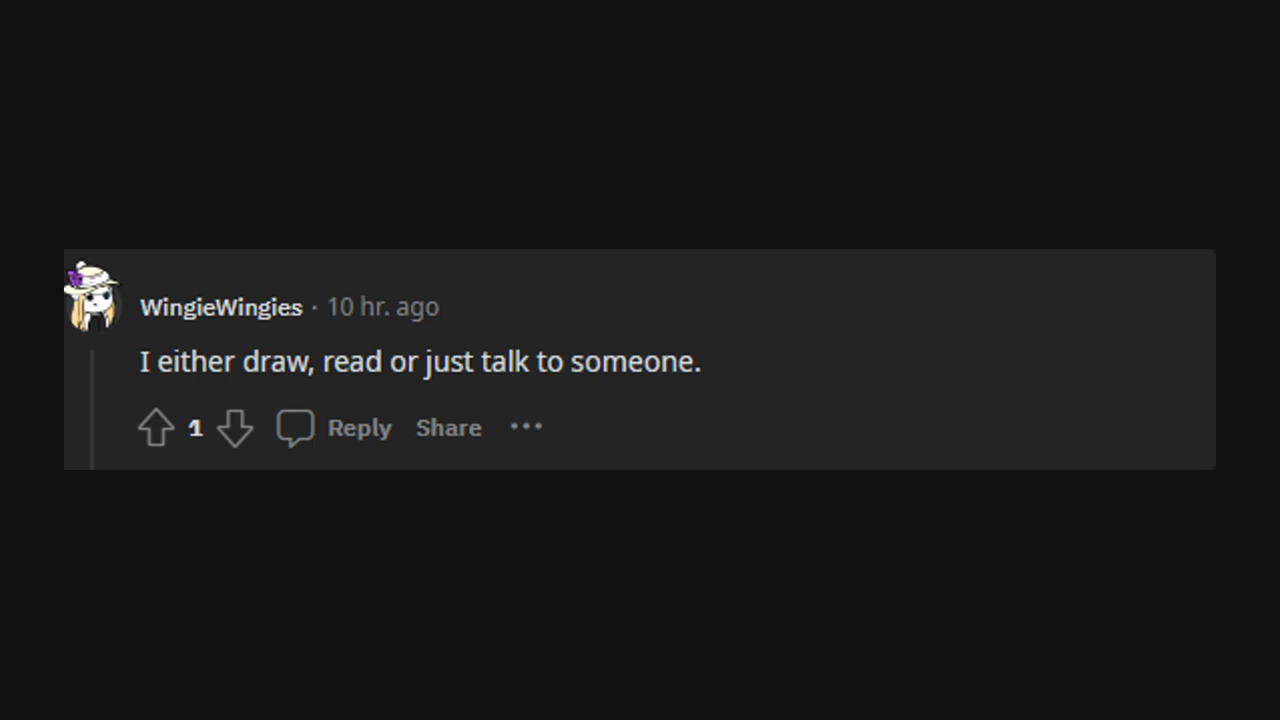 WingieWingies · 10 hr. ago
I either draw, read or just talk to someone.
1 Reply Share ···